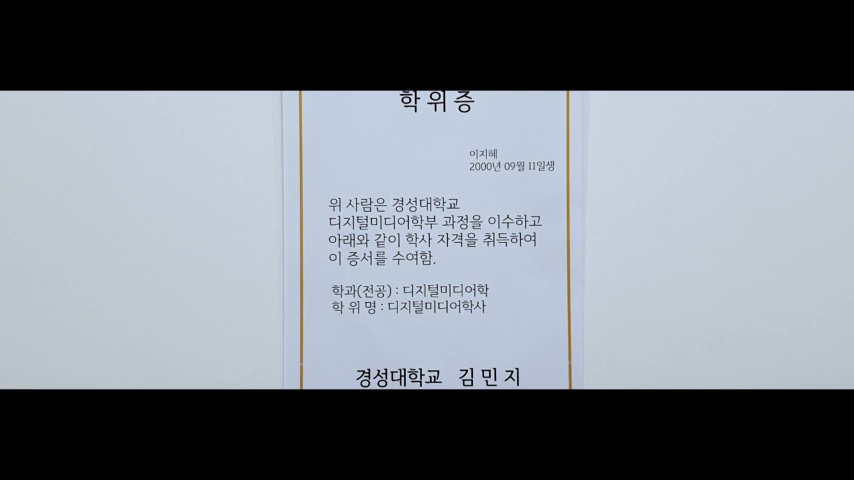 학 위 증
이지혜
2000년 09월 11일생
위 사람은 경성대학교
디지털미디어학부 과정을 이수하고
아래와 같이 학사 자격을 취득하여
이 증서를 수여함.
학과(전공) : 디지털미디어학
학 위 명 : 디지털미디어학사
경성대학교 김 민 지